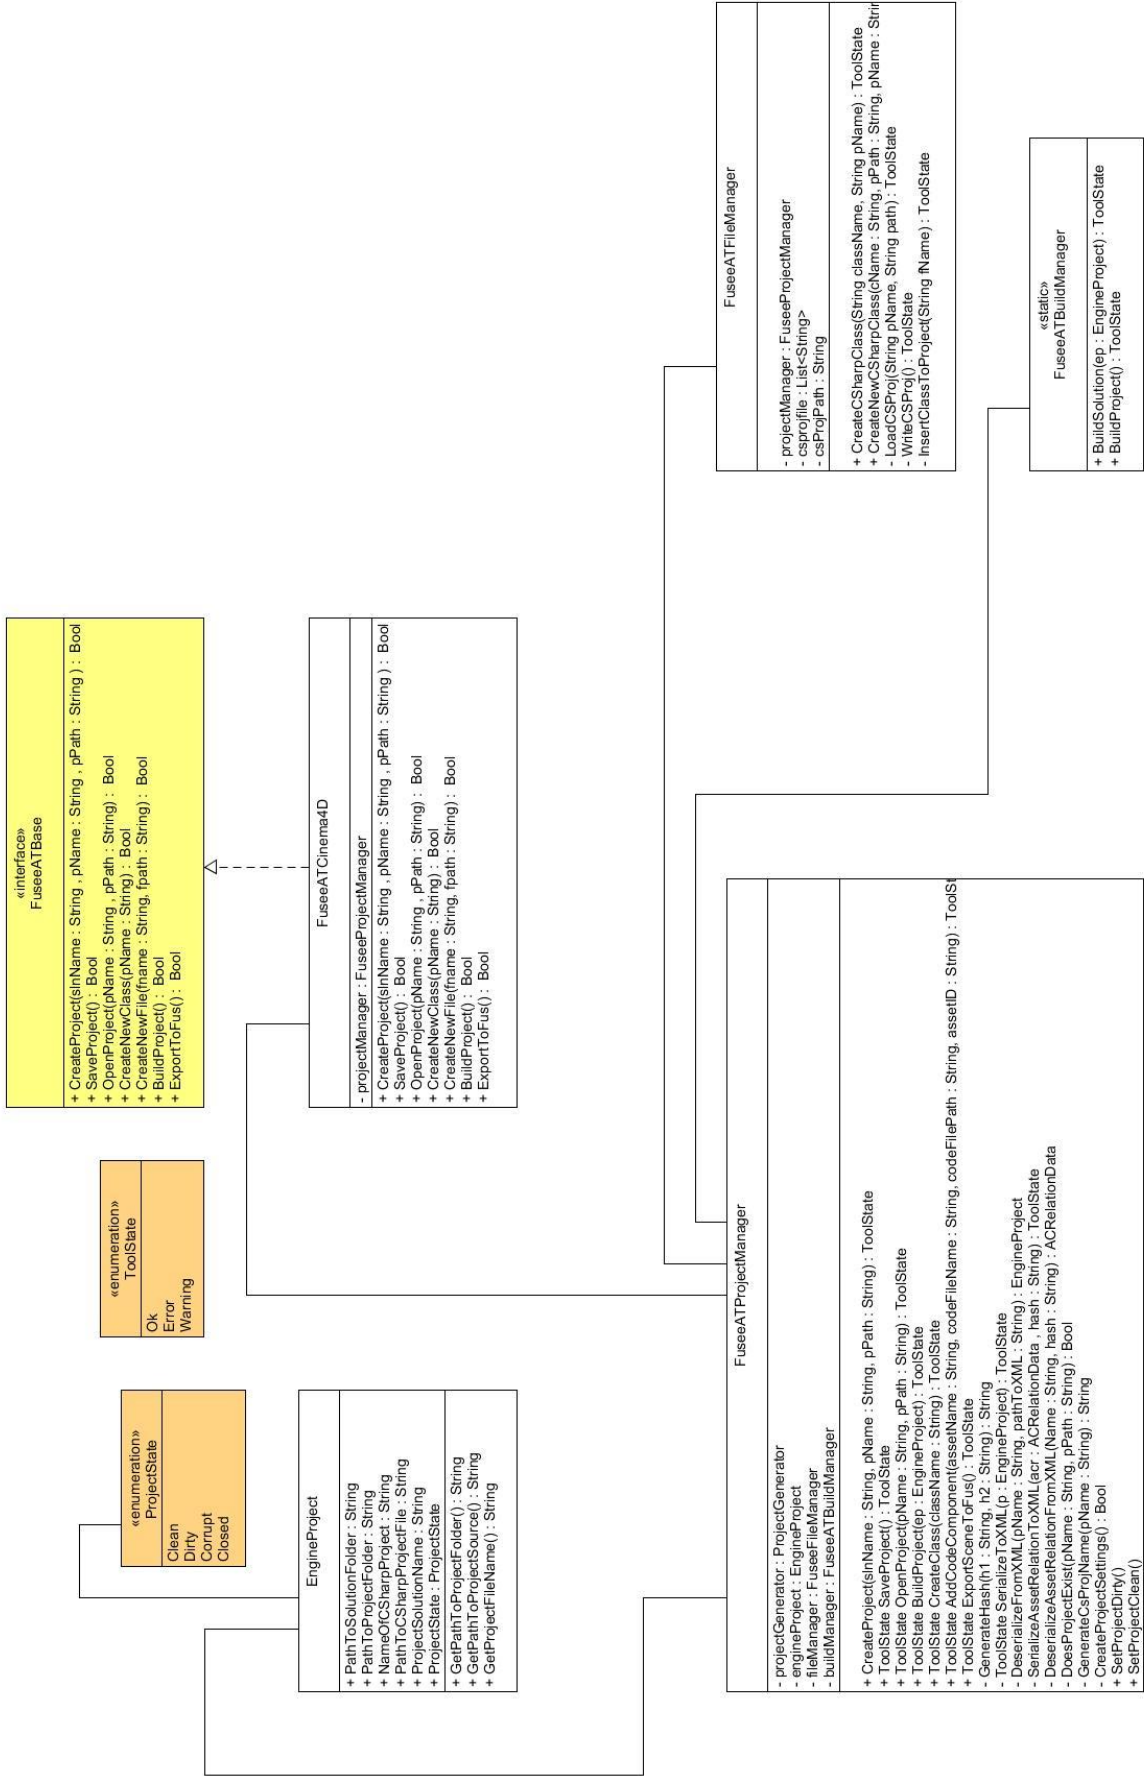 «enumeration»
ProjectState
Clean
Dirty
Corrupt
Closed
«enumeration»
ToolState
Ok
Error
Warning
«interface»
FuseeATBase
+ CreateProject(slnName : String , pName : String , pPath : String ) : Bool
+ SaveProject() : Bool
+ OpenProject(pName : String , pPath : String) : Bool
+ CreateNewClass(pName : String) : Bool
+ CreateNewFile(fname : String, fpath : String) : Bool
+ BuildProject() : Bool
+ ExportToFus() : Bool
EngineProject
+ PathToSolutionFolder : String
+ PathToProjectFolder : String
+ NameOfCSharpProject : String
+ PathToCSharpProjectFile : String
+ ProjectSolutionName : String
+ ProjectState : ProjectState
+ GetPathToProjectFolder() : String
+ GetPathToProjectSource() : String
+ GetProjectFileName() : String
FuseeATCinema4D
- projectManager : FuseeProjectManager
+ CreateProject(slnName : String , pName : String , pPath : String ) : Bool
+ SaveProject() : Bool
+ OpenProject(pName : String , pPath : String) : Bool
+ CreateNewClass(pName : String) : Bool
+ CreateNewFile(fname : String, fpath : String) : Bool
+ BuildProject() : Bool
+ ExportToFus() : Bool
FuseeATProjectManager
- projectGenerator : ProjectGenerator
- engineProject : EngineProject
- fileManager : FuseeFileManager
- buildManager : FuseeATBuildManager
+ CreateProject(slnName : String, pName : String, pPath : String) : ToolState
+ ToolState SaveProject() : ToolState
+ ToolState OpenProject(pName : String, pPath : String) : ToolState
+ ToolState BuildProject(ep : EngineProject) : ToolState
+ ToolState CreateClass(className : String) : ToolState
+ ToolState AddCodeComponent(assetName : String, codeFileName : String, codeFilePath : String, assetID : String) : ToolSt
+ ToolState ExportSceneToFus() : ToolState
- GenerateHash(h1 : String, h2 : String) : String
- ToolState SerializeToXML(p : EngineProject) : ToolState
- DeserializeFromXML(pName : String, pathToXML : String) : EngineProject
- SerializeAssetRelationToXML(acr : ACRelationData , hash : String) : ToolState
- DeserializeAssetRelationFromXML(Name : String, hash : String) : ACRelationData
- DoesProjectExist(pName : String, pPath : String) : Bool
- GenerateCsProjName(pName : String) : String
- CreateProjectSettings() : Bool
+ SetProjectDirty()
+ SetProjectClean()
FuseeATFileManager
- projectManager : FuseeProjectManager
- csprojfile : List<String>
- csProjPath : String
+ CreateCSharpClass(String className, String pName) : ToolState
+ CreateNewCSharpClass(cName : String, pPath : String, pName : Strin
- LoadCSProj(String pName, String path) : ToolState
- WriteCSProj() : ToolState
- InsertClassToProject(String fName) : ToolState
«static»
FuseeATBuildManager
+ BuildSolution(ep : EngineProject) : ToolState
+ BuildProject() : ToolState